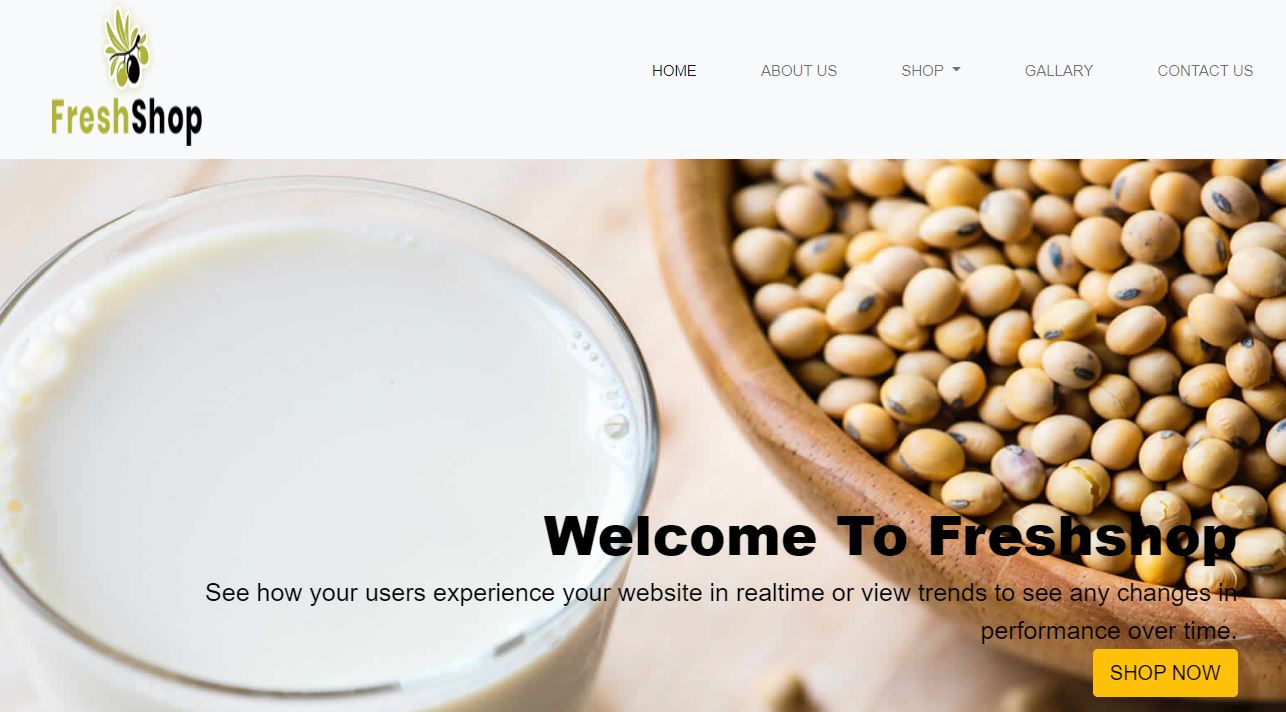 FreshShop
HOME ABOUT US SHOP GALLARY CONTACT US
Welcome To Freshshop
See how your users experience your website in realtime or view trends to see any changes in
performance over time.
SHOP NOW